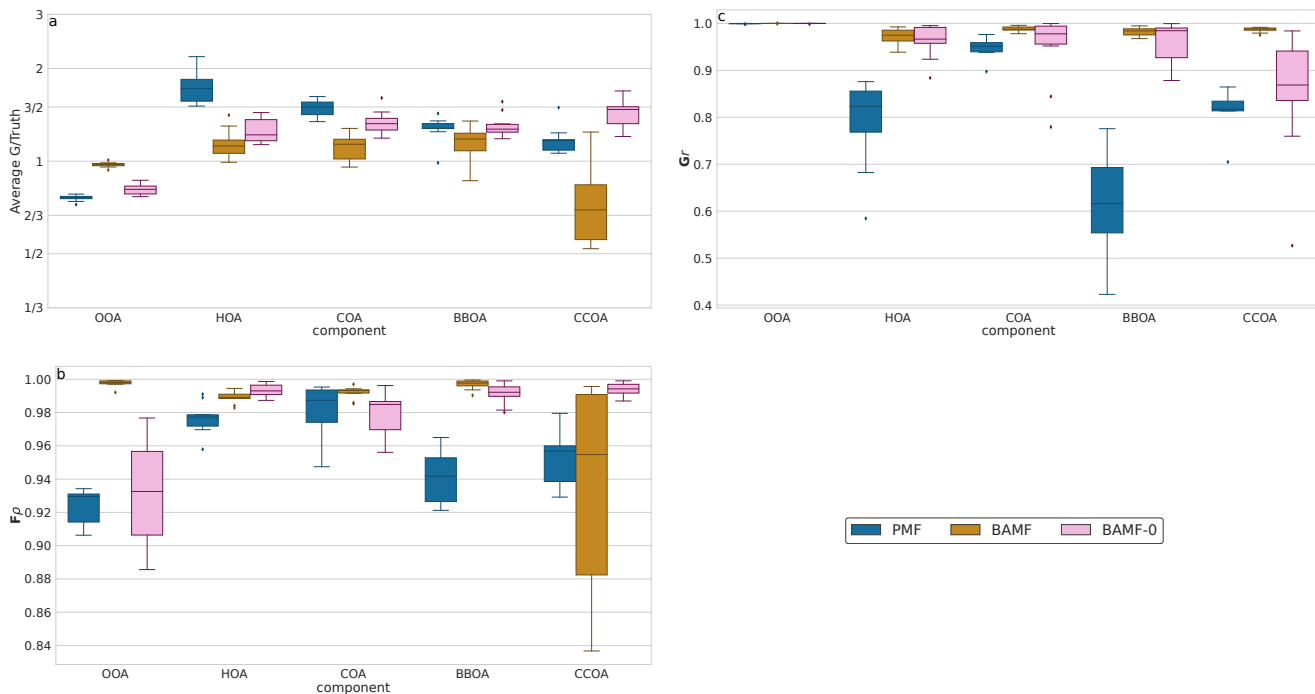 a
3
2
3/2
1
2/3
1/2
1/3
Average G/Truth
OOA HOA COA BBOA CCOA
component
c
1.0
0.9
0.8
0.7
0.6
0.5
0.4
Gr
OOA HOA COA BBOA CCOA
component
b
1.00
0.98
0.96
0.94
0.92
0.90
0.88
0.86
0.84
Fρ
OOA HOA COA BBOA CCOA
component
PMF BAMF BAMF-0